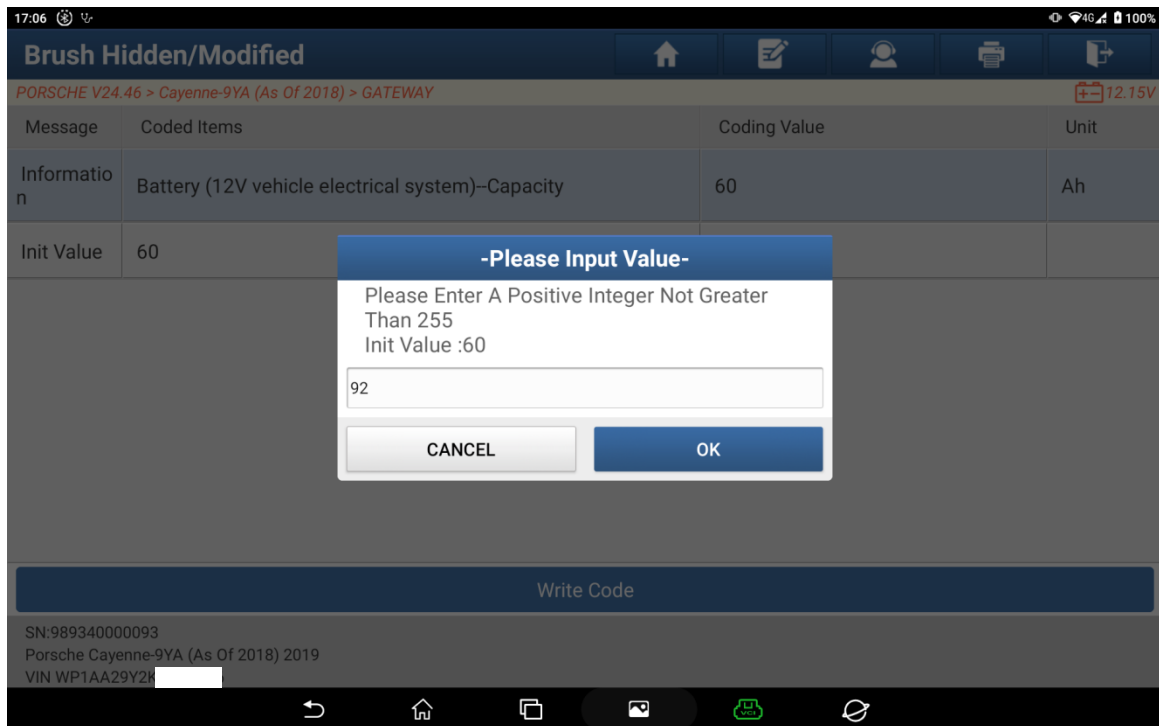 17:06
4G 100%
Brush Hidden/Modified
PORSCHE V24.46 > Cayenne-9YA (As Of 2018) > GATEWAY
12.15V
Message Coded Items Coding Value Unit
Informatio
n
Battery (12V vehicle electrical system)--Capacity 60 Ah
Init Value 60
-Please Input Value-
Please Enter A Positive Integer Not Greater
Than 255
Init Value :60
92
CANCEL OK
Write Code
SN:989340000093
Porsche Cayenne-9YA (As Of 2018) 2019
VIN WP1AA29Y2K
VCI